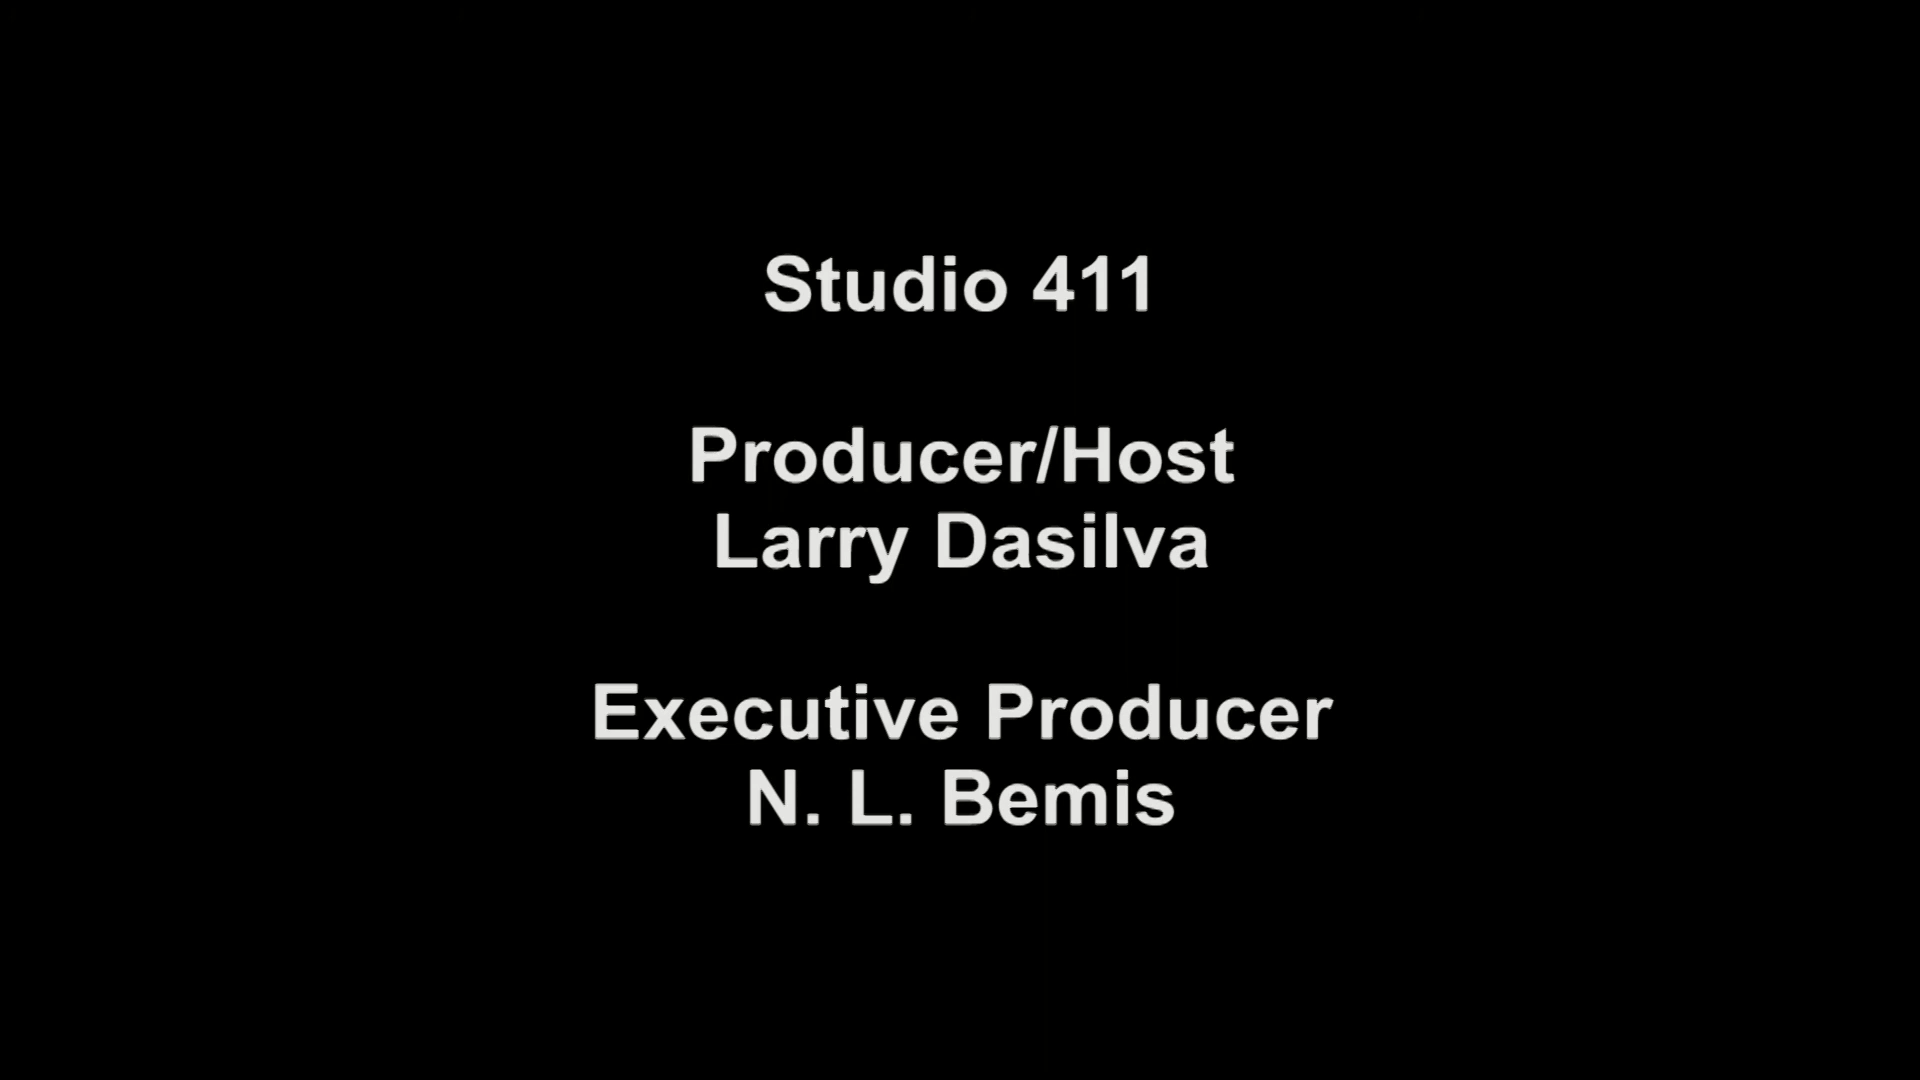 Studio 411
Producer/Host
Larry Dasilva
Executive Producer
N. L. Bemis